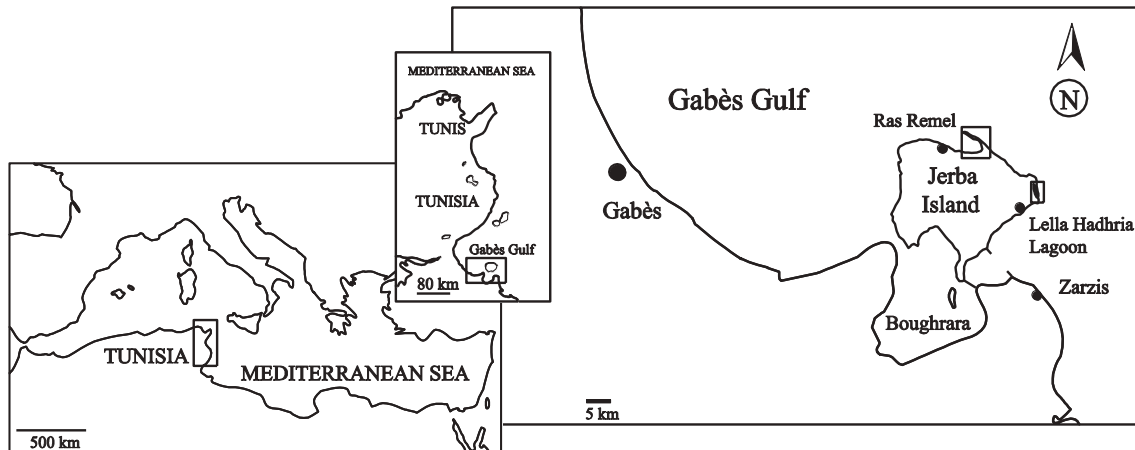 TUNISIA
MEDITERRANEAN SEA
500 km
MEDITERRANEAN SEA
TUNIS
TUNISIA
Gabès Gulf
80 km
Gabès Gulf
N
Ras Remel
Jerba
Island
Gabès
Lella Hadhria
Lagoon
Zarzis
Boughrara
5 km